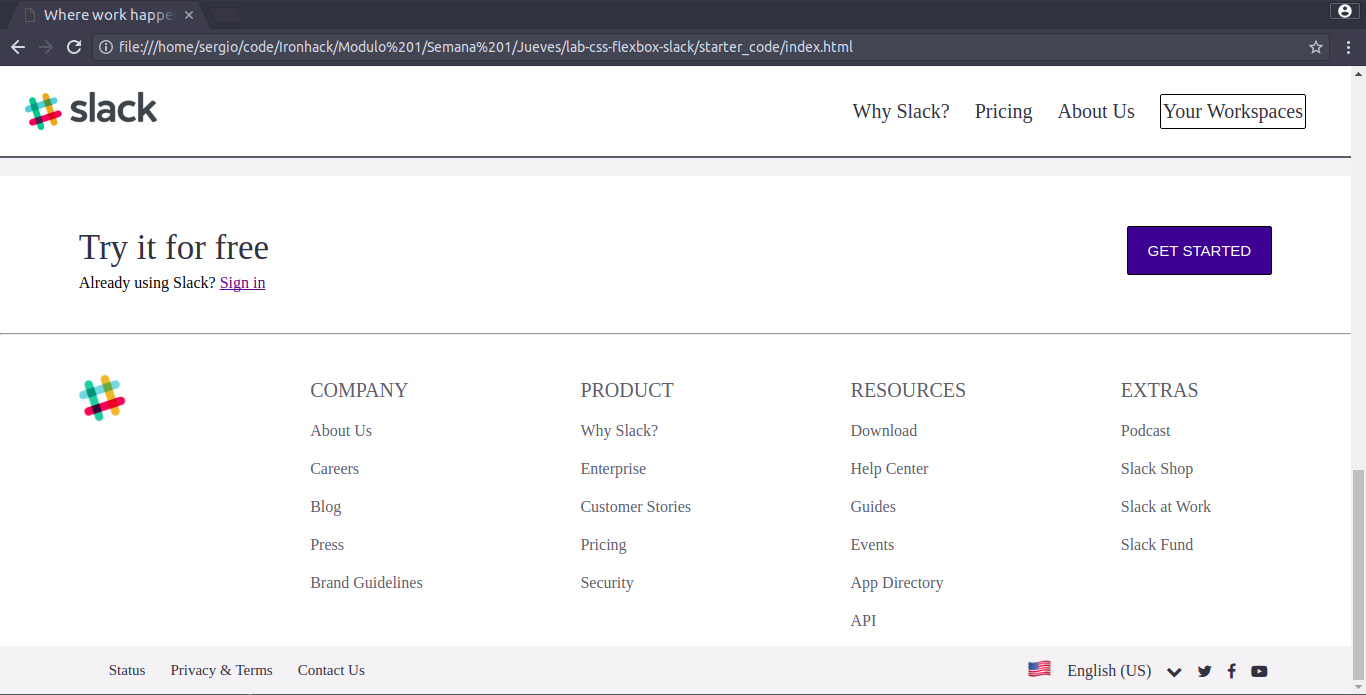 Where work happe
file:///home/sergio/code/Ironhack/Modulo%201/Semana%201/Jueves/lab-css-flexbox-slack/starter_code/index.html
slack Why Slack? Pricing About Us Your Workspaces
Try it for free
GET STARTED
Already using Slack? Sign in
COMPANY PRODUCT RESOURCES EXTRAS
About Us Why Slack? Download Podcast
Careers Enterprise Help Center Slack Shop
Blog Customer Stories Guides Slack at Work
Press Pricing Events Slack Fund
Brand Guidelines Security App Directory
API
Status Privacy & Terms Contact Us English (US)